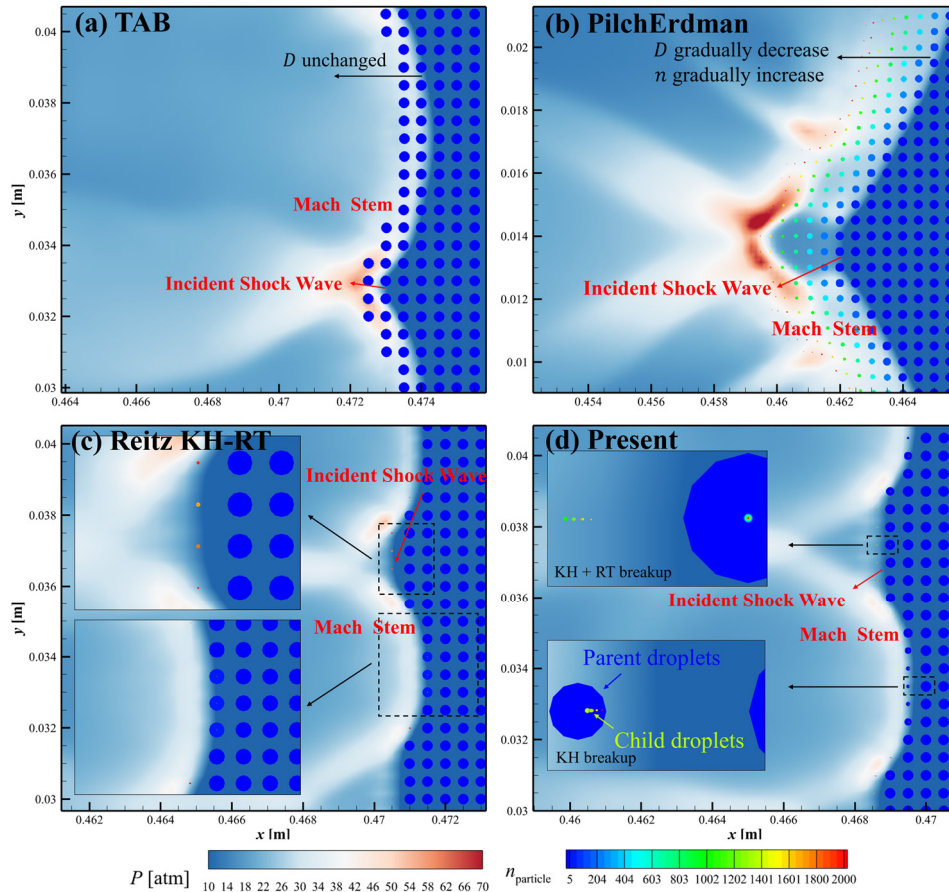 (a) TAB
D unchanged
Mach Stem
Incident Shock Wave
y [m]
0.04
0.038
0.036
0.034
0.032
0.03
0.464
0.466
0.468
0.47
0.472
0.474
(b) PilchErdman
D gradually decrease
n gradually increase
Incident Shock Wave
Mach Stem
0.02
0.018
0.016
0.014
0.012
0.01
0.454
0.456
0.458
0.46
0.462
0.464
(c) Reitz KH-RT
Incident Shock Wave
Mach Stem
y [m]
0.04
0.038
0.036
0.034
0.032
0.03
0.462
0.464
0.466
0.468
0.47
0.472
x [m]
(d) Present
KH + RT breakup
Incident Shock Wave
Mach Stem
Parent droplets
Child droplets
KH breakup
0.04
0.038
0.036
0.034
0.032
0.03
0.46
0.462
0.464
0.466
0.468
0.47
x [m]
P [atm]
10 14 18 22 26 30 34 38 42 46 50 54 58 62 66 70
n particle
5 204 404 603 803 1002 1202 1401 1601 1800 2000